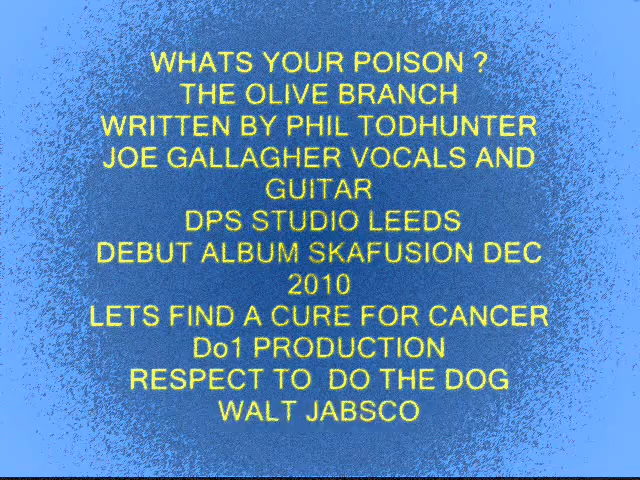 WHATS YOUR POISON ?
THE OLIVE BRANCH
WRITTEN BY PHIL TODHUNTER
JOE GALLAGHER VOCALS AND
GUITAR
DPS STUDIO LEEDS
DEBUT ALBUM SKAFUSION DEC
2010
LETS FIND A CURE FOR CANCER
Do1 PRODUCTION
RESPECT TO  DO THE DOG
WALT JABSCO